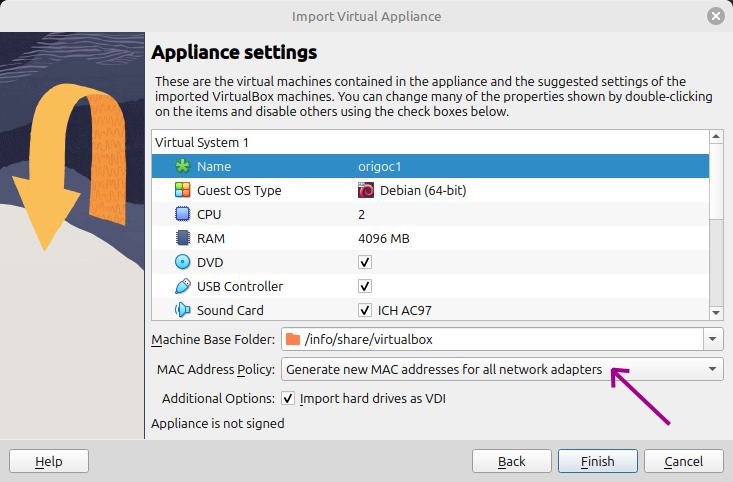 Import Virtual Appliance
Appliance settings
These are the virtual machines contained in the appliance and the suggested settings of the
imported VirtualBox machines. You can change many of the properties shown by double-clicking
on the items and disable others using the check boxes below.
Virtual System 1
Name origoc1
Guest OS Type Debian (64-bit)
CPU 2
RAM 4096 MB
DVD
USB Controller
Sound Card ICH AC97
Machine Base Folder: /info/share/virtualbox
MAC Address Policy: Generate new MAC addresses for all network adapters
Additional Options: Import hard drives as VDI
Appliance is not signed
Help Back Finish Cancel